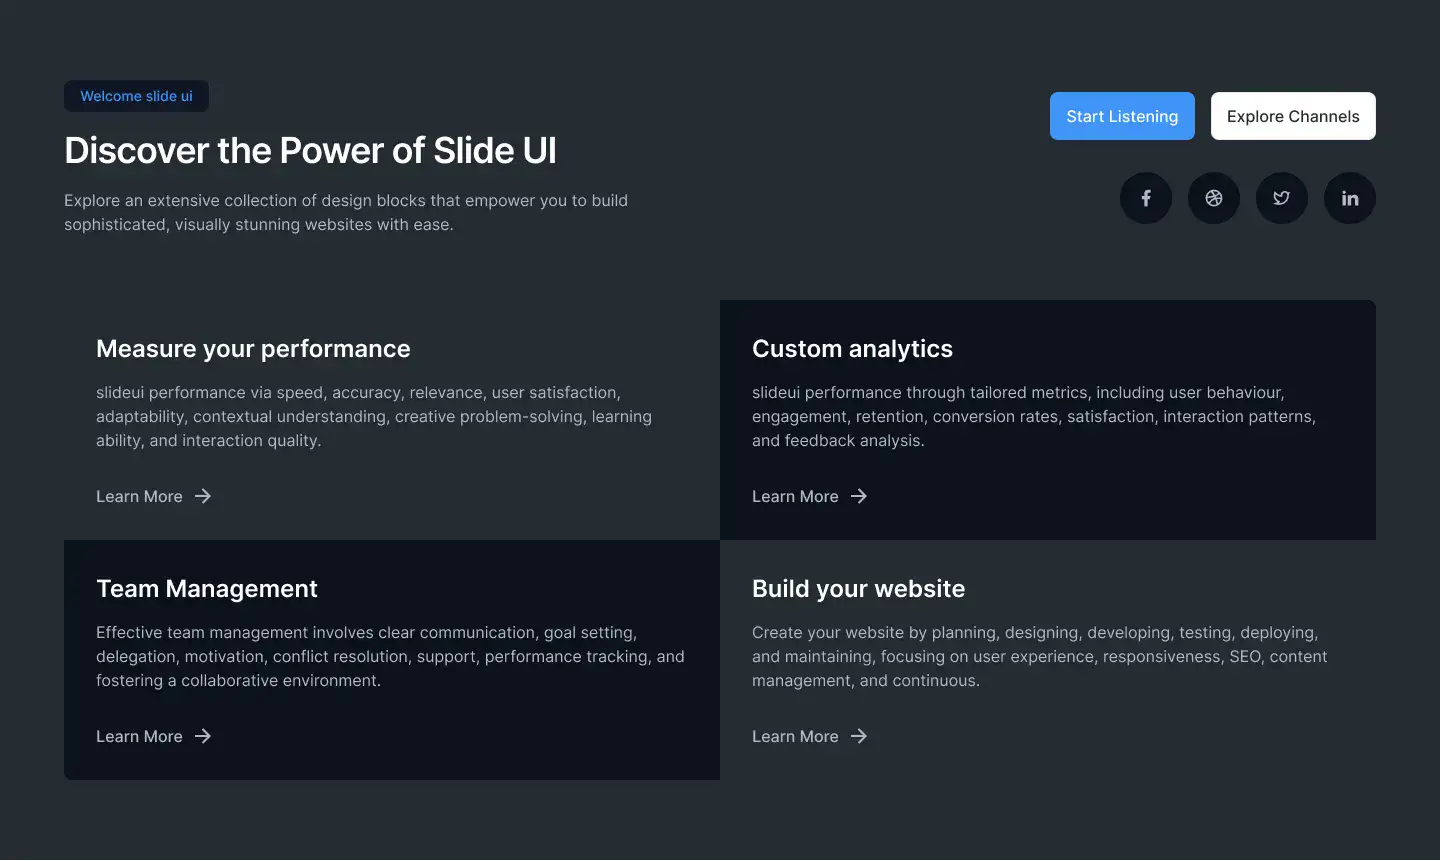 Welcome slide ui
Discover the Power of Slide UI
Explore an extensive collection of design blocks that empower you to build
sophisticated, visually stunning websites with ease.
Start Listening
Explore Channels
Measure your performance
slideui performance via speed, accuracy, relevance, user satisfaction,
adaptability, contextual understanding, creative problem-solving, learning
ability, and interaction quality.
Learn More
Custom analytics
slideui performance through tailored metrics, including user behaviour,
engagement, retention, conversion rates, satisfaction, interaction patterns,
and feedback analysis.
Learn More
Team Management
Effective team management involves clear communication, goal setting,
delegation, motivation, conflict resolution, support, performance tracking, and
fostering a collaborative environment.
Learn More
Build your website
Create your website by planning, designing, developing, testing, deploying,
and maintaining, focusing on user experience, responsiveness, SEO, content
management, and continuous.
Learn More